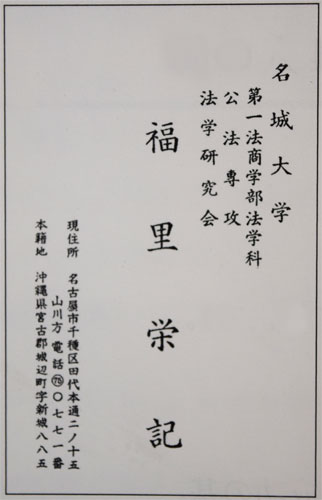 名城大学
第一法商学部法学科
公法専攻
法学研究会
福里栄記
現住所 名古屋市千種区田代本通二ノ十五
山川方 電話㊆〇七七一番
本籍地 沖縄県宮古郡城辺町字新城八八五